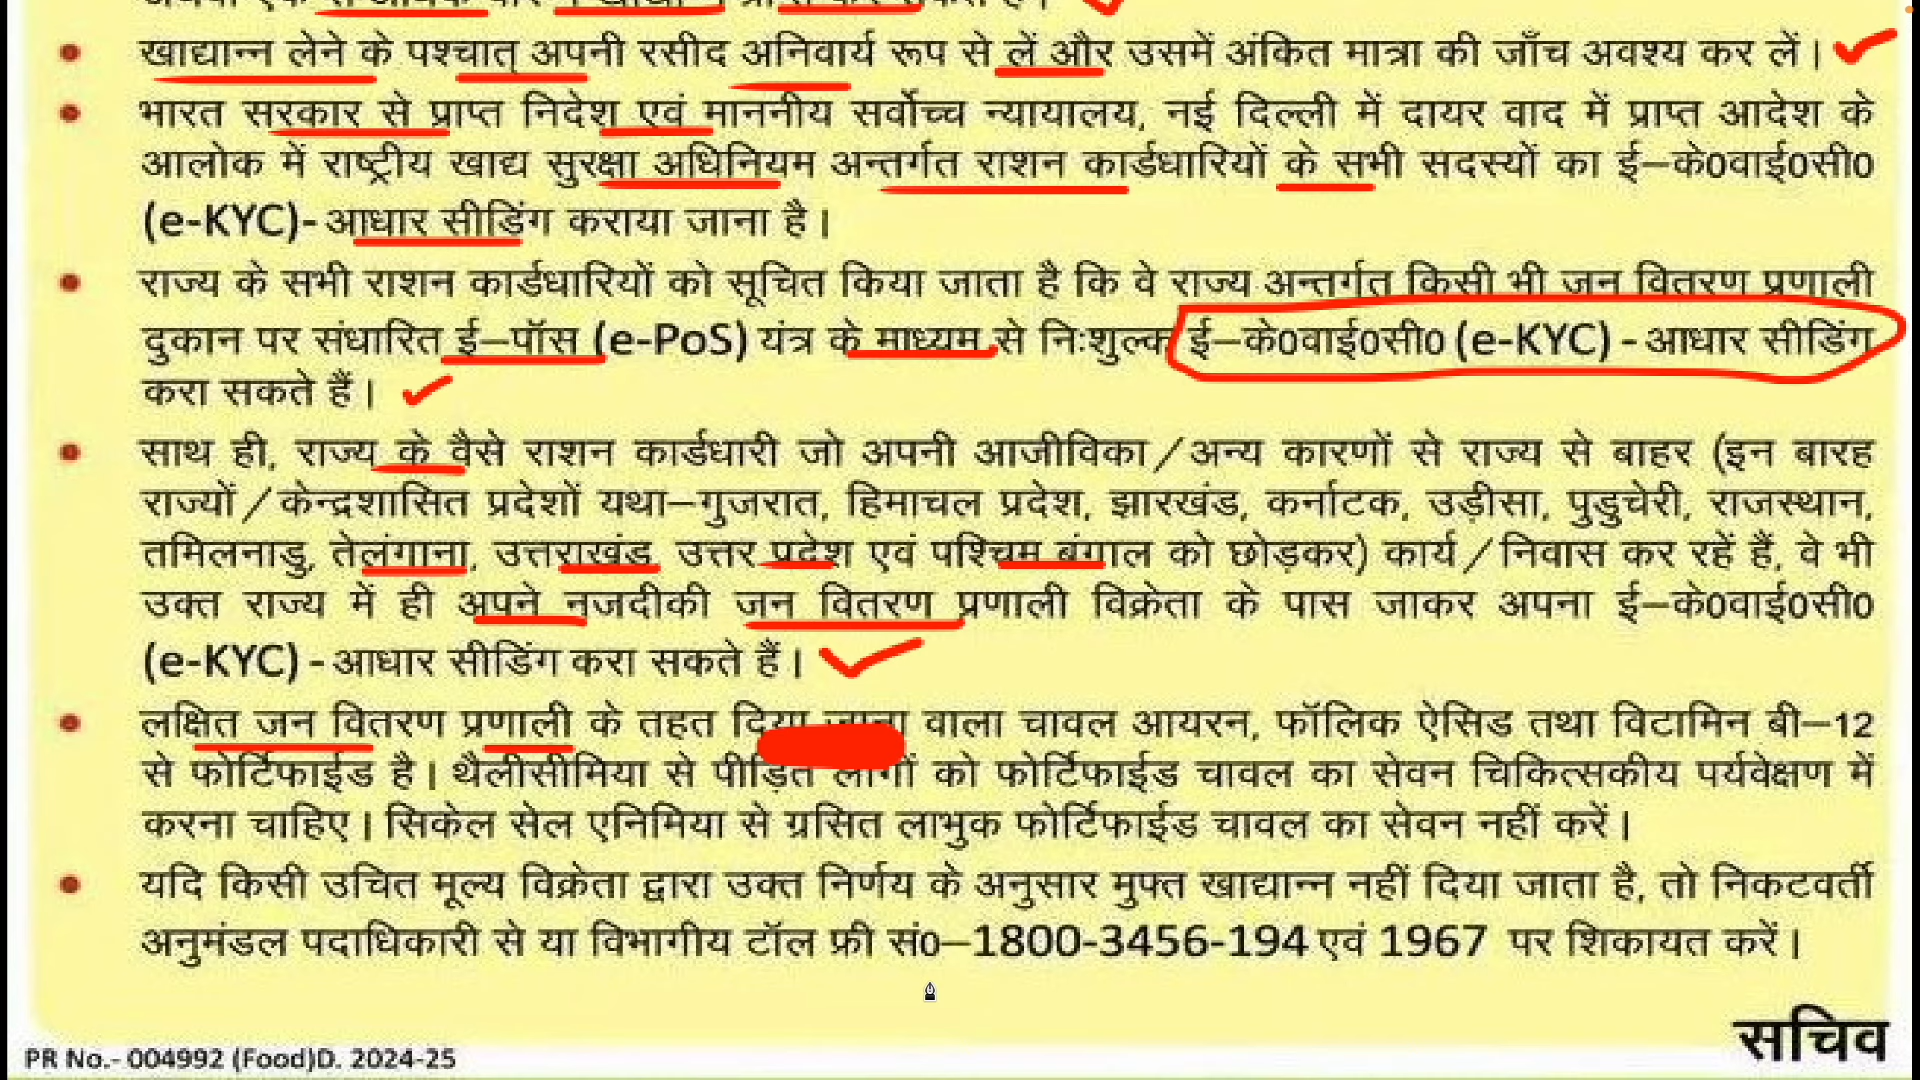 खाद्यान्न लेने के पश्चात् अपनी रसीद अनिवार्य रूप से लें और उसमें अंकित मात्रा की जाँच अवश्य कर लें।
भारत सरकार से प्राप्त निदेश एवं माननीय सर्वोच्च न्यायालय, नई दिल्ली में दायर वाद में प्राप्त आदेश के
आलोक में राष्ट्रीय खाद्य सुरक्षा अधिनियम अन्तर्गत राशन कार्डधारियों के सभी सदस्यों का ई–के0वाई0सी0
(e-KYC)- आधार सीडिंग कराया जाना है।
राज्य के सभी राशन कार्डधारियों को सूचित किया जाता है कि वे राज्य अन्तर्गत किसी भी जन वितरण प्रणाली
दुकान पर संधारित ई–पॉस (e-PoS) यंत्र के माध्यम से निःशुल्क ई–के0वाई0सी0 (e-KYC) - आधार सीडिंग
करा सकते हैं।
साथ ही, राज्य के वैसे राशन कार्डधारी जो अपनी आजीविका/अन्य कारणों से राज्य से बाहर (इन बारह
राज्यों/केन्द्रशासित प्रदेशों यथा–गुजरात, हिमाचल प्रदेश, झारखंड, कर्नाटक, उड़ीसा, पुडुचेरी, राजस्थान,
तमिलनाडु, तेलंगाना, उत्तराखंड, उत्तर प्रदेश एवं पश्चिम बंगाल को छोड़कर) कार्य/निवास कर रहें हैं, वे भी
उक्त राज्य में ही अपने नजदीकी जन वितरण प्रणाली विक्रेता के पास जाकर अपना ई–के0वाई0सी0
(e-KYC) - आधार सीडिंग करा सकते हैं।
लक्षित जन वितरण प्रणाली के तहत दिया जाना वाला चावल आयरन, फॉलिक ऐसिड तथा विटामिन बी–12
से फोर्टिफाईड है। थैलीसीमिया से पीड़ित लोगों को फोर्टिफाईड चावल का सेवन चिकित्सकीय पर्यवेक्षण में
करना चाहिए। सिकेल सेल एनिमिया से ग्रसित लाभुक फोर्टिफाईड चावल का सेवन नहीं करें।
यदि किसी उचित मूल्य विक्रेता द्वारा उक्त निर्णय के अनुसार मुफ्त खाद्यान्न नहीं दिया जाता है, तो निकटवर्ती
अनुमंडल पदाधिकारी से या विभागीय टॉल फ्री सं0–1800-3456-194 एवं 1967 पर शिकायत करें।
सचिव
PR No.- 004992 (Food)D. 2024-25